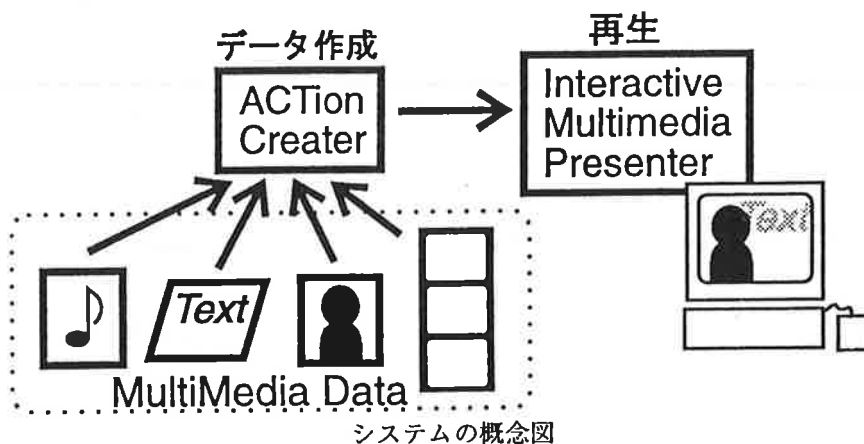 データ作成
再生
ACTion
Creater
Interactive
Multimedia
Presenter
Text
Text
MultiMedia Data
システムの概念図